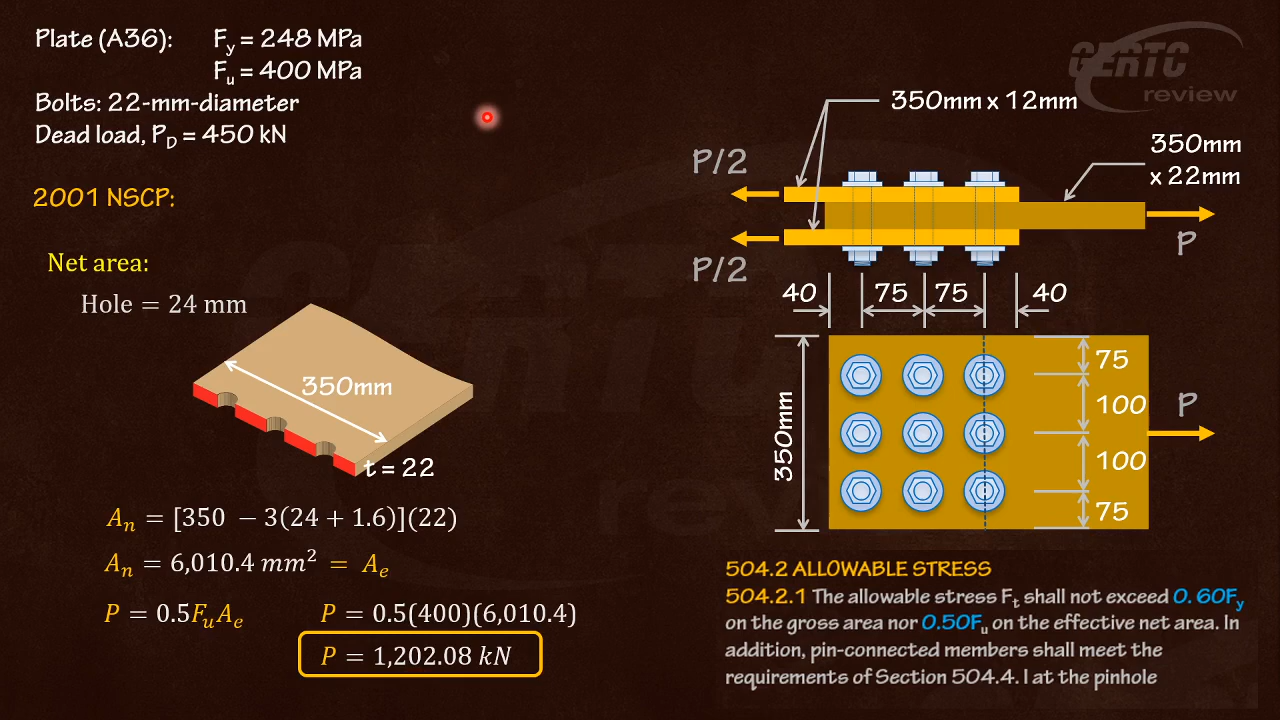 Plate (A36): F_y = 248 MPa
F_u = 400 MPa
Bolts: 22-mm-diameter
Dead load, P_D = 450 kN
2001 NSCP:
Net area:
Hole = 24 mm
350mm
t = 22
A_n = [350 − 3(24 + 1.6)](22)
A_n = 6,010.4 mm² = A_e
P = 0.5F_uA_e P = 0.5(400)(6,010.4)
P = 1,202.08 kN
GERTC
review
350mm x 12mm
350mm
x 22mm
P/2
P/2
P
40 75 75 40
350mm
75
100
100
75
P
504.2 ALLOWABLE STRESS
504.2.1 The allowable stress F_t shall not exceed 0.60F_y
on the gross area nor 0.50F_u on the effective net area. In
addition, pin-connected members shall meet the
requirements of Section 504.4. I at the pinhole